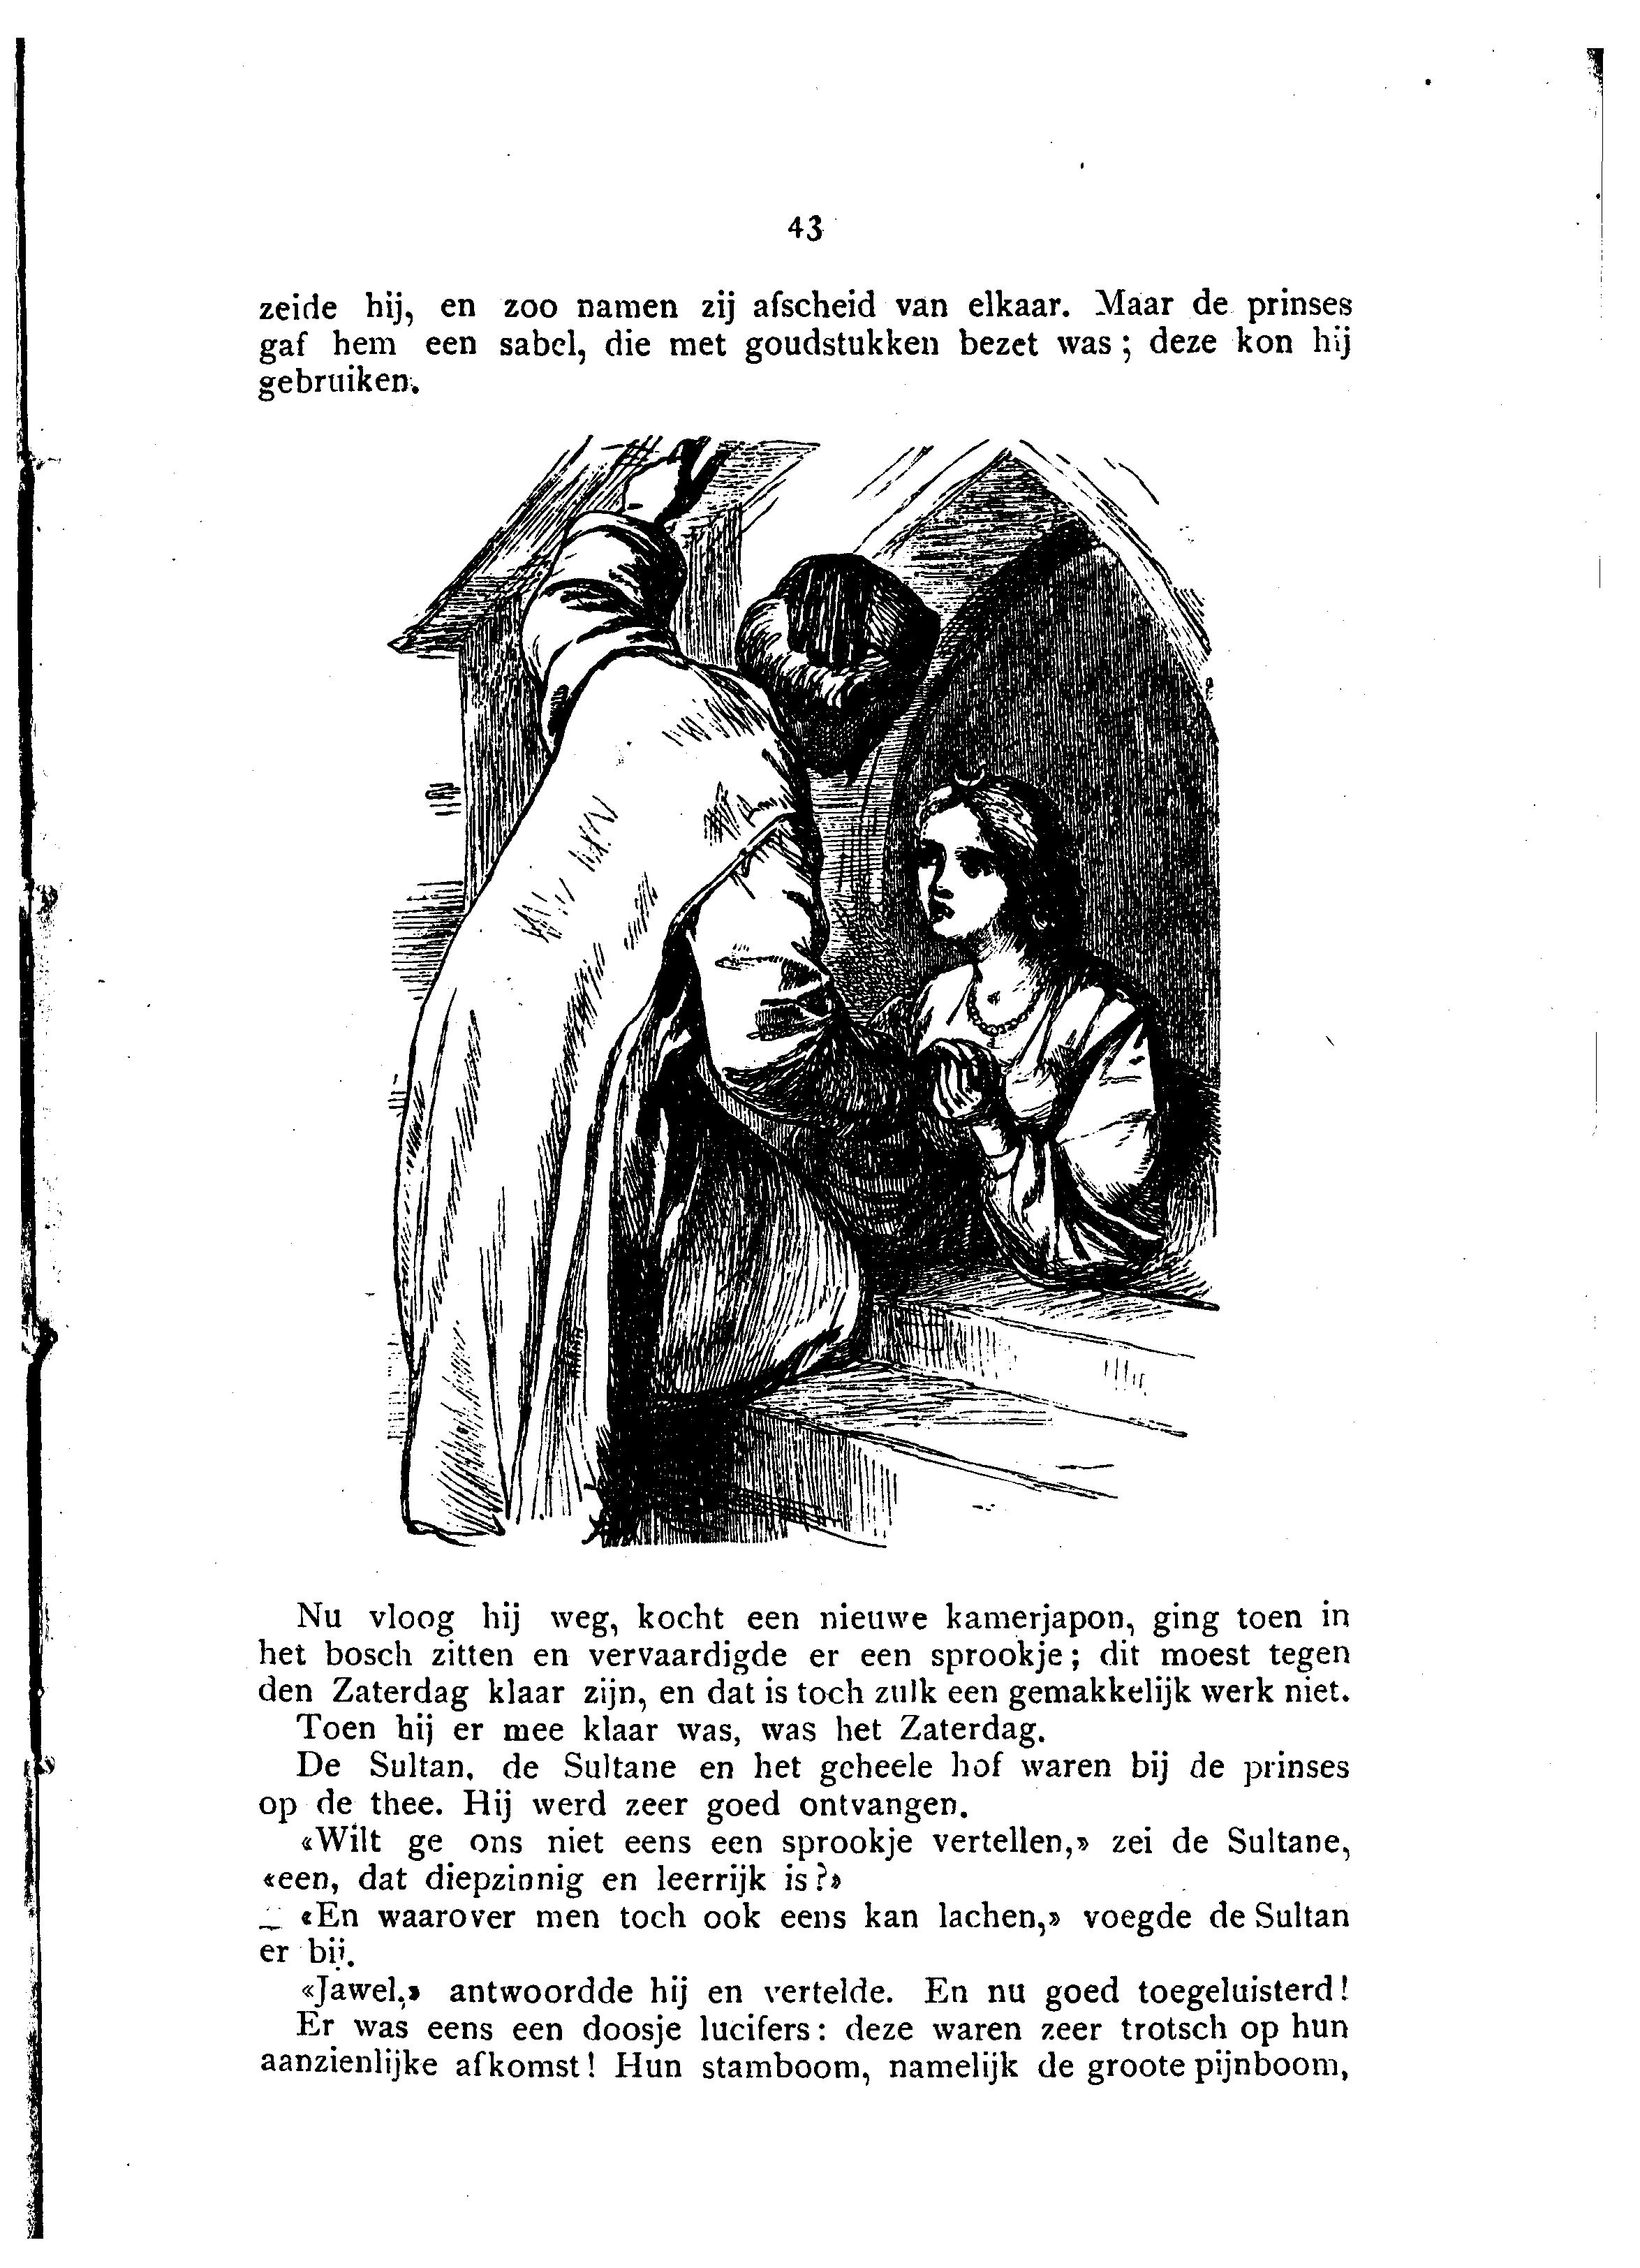 43
zeide hij, en zoo namen zij afscheid van elkaar. Maar de prinses
gaf hem een sabel, die met goudstukken bezet was; deze kon hij
gebruiken.
Nu vloog hij weg, kocht een nieuwe kamerjapon, ging toen in
het bosch zitten en vervaardigde er een sprookje; dit moest tegen
den Zaterdag klaar zijn, en dat is toch zulk een gemakkelijk werk niet.
Toen hij er mee klaar was, was het Zaterdag.
De Sultan, de Sultane en het geheele hof waren bij de prinses
op de thee. Hij werd zeer goed ontvangen.
«Wilt ge ons niet eens een sprookje vertellen,» zei de Sultane,
«een, dat diepzinnig en leerrijk is?»
«En waarover men toch ook eens kan lachen,» voegde de Sultan
er bij.
«Jawel,» antwoordde hij en vertelde. En nu goed toegeluisterd!
Er was eens een doosje lucifers: deze waren zeer trotsch op hun
aanzienlijke afkomst! Hun stamboom, namelijk de groote pijnboom,